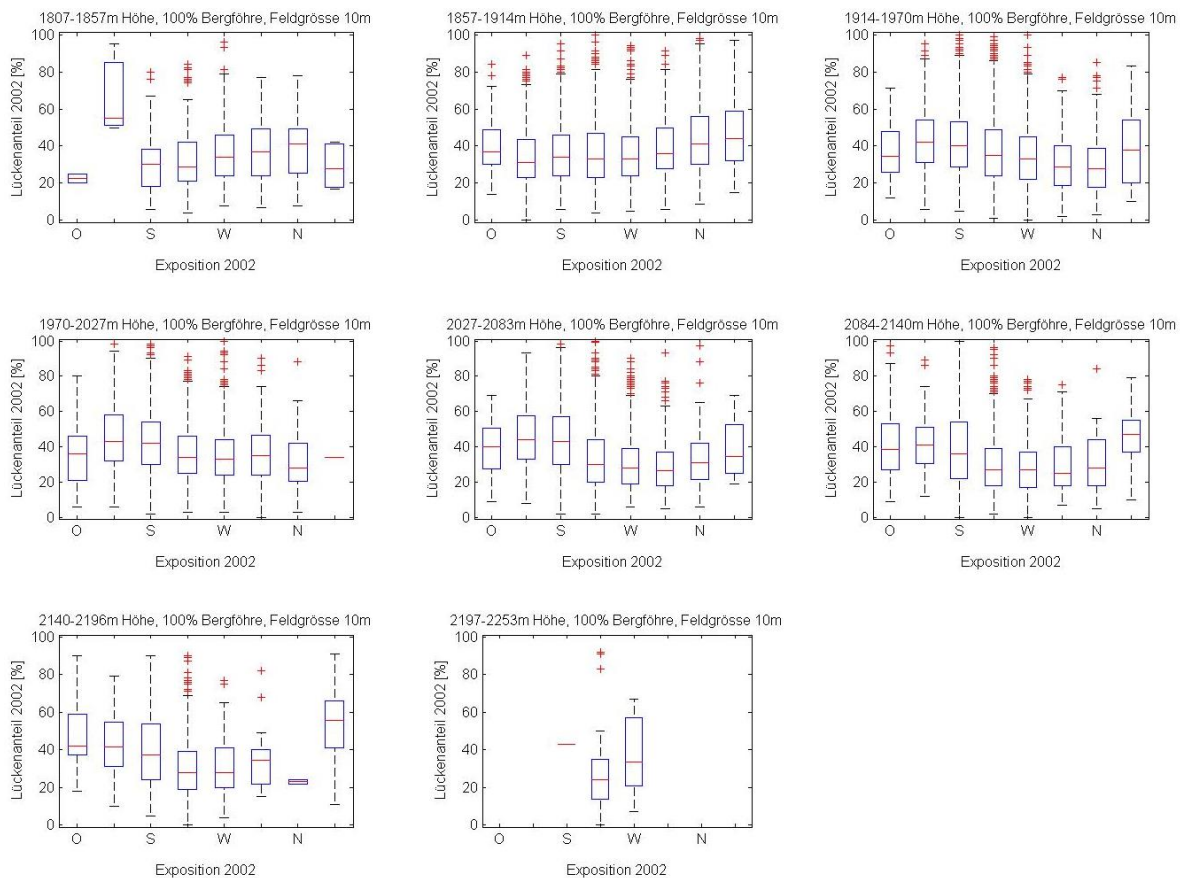 1807-1857m Höhe, 100% Bergföhre, Feldgrösse 10m
Lückenanteil 2002 [%]
100
80
60
40
20
0
O S W N
Exposition 2002
1857-1914m Höhe, 100% Bergföhre, Feldgrösse 10m
Lückenanteil 2002 [%]
100
80
60
40
20
0
O S W N
Exposition 2002
1914-1970m Höhe, 100% Bergföhre, Feldgrösse 10m
Lückenanteil 2002 [%]
100
80
60
40
20
0
O S W N
Exposition 2002
1970-2027m Höhe, 100% Bergföhre, Feldgrösse 10m
Lückenanteil 2002 [%]
100
80
60
40
20
0
O S W N
Exposition 2002
2027-2083m Höhe, 100% Bergföhre, Feldgrösse 10m
Lückenanteil 2002 [%]
100
80
60
40
20
0
O S W N
Exposition 2002
2084-2140m Höhe, 100% Bergföhre, Feldgrösse 10m
Lückenanteil 2002 [%]
100
80
60
40
20
0
O S W N
Exposition 2002
2140-2196m Höhe, 100% Bergföhre, Feldgrösse 10m
Lückenanteil 2002 [%]
100
80
60
40
20
0
O S W N
Exposition 2002
2197-2253m Höhe, 100% Bergföhre, Feldgrösse 10m
Lückenanteil 2002 [%]
100
80
60
40
20
0
O S W N
Exposition 2002